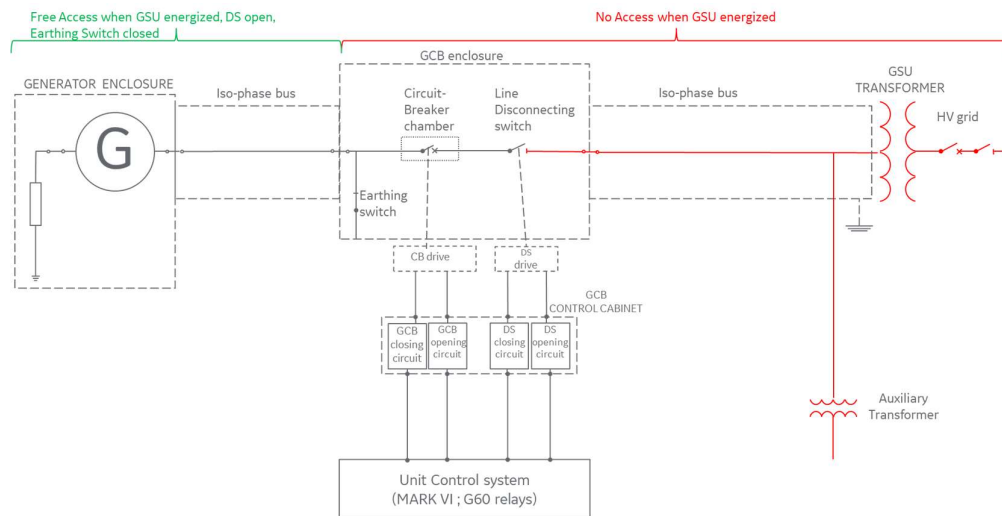 Free Access when GSU energized, DS open,
Earthing Switch closed
No Access when GSU energized
GCB enclosure
GENERATOR ENCLOSURE
Iso-phase bus
Circuit-
Breaker
chamber
Line
Disconnecting
switch
Iso-phase bus
GSU
TRANSFORMER
HV grid
G
Earthing
switch
CB drive
DS
drive
GCB
CONTROL CABINET
GCB
closing
circuit
GCB
opening
circuit
DS
closing
circuit
DS
opening
circuit
Auxiliary
Transformer
Unit Control system
(MARK VI ; G60 relays)